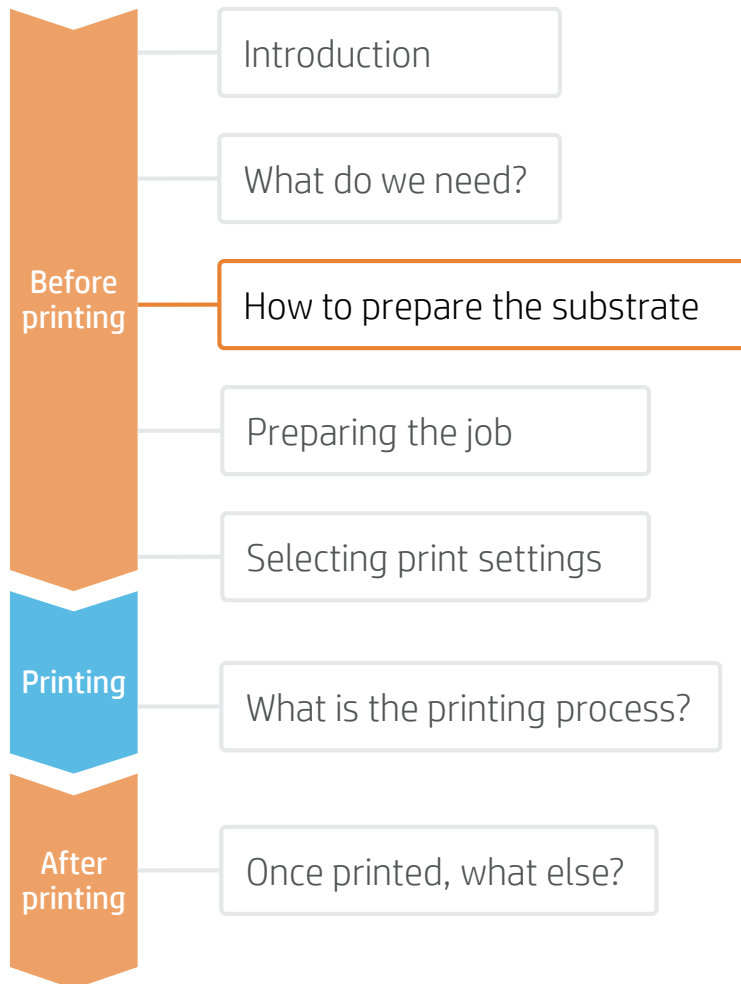 Introduction
What do we need?
Before
printing
How to prepare the substrate
Preparing the job
Selecting print settings
Printing
What is the printing process?
After
printing
Once printed, what else?